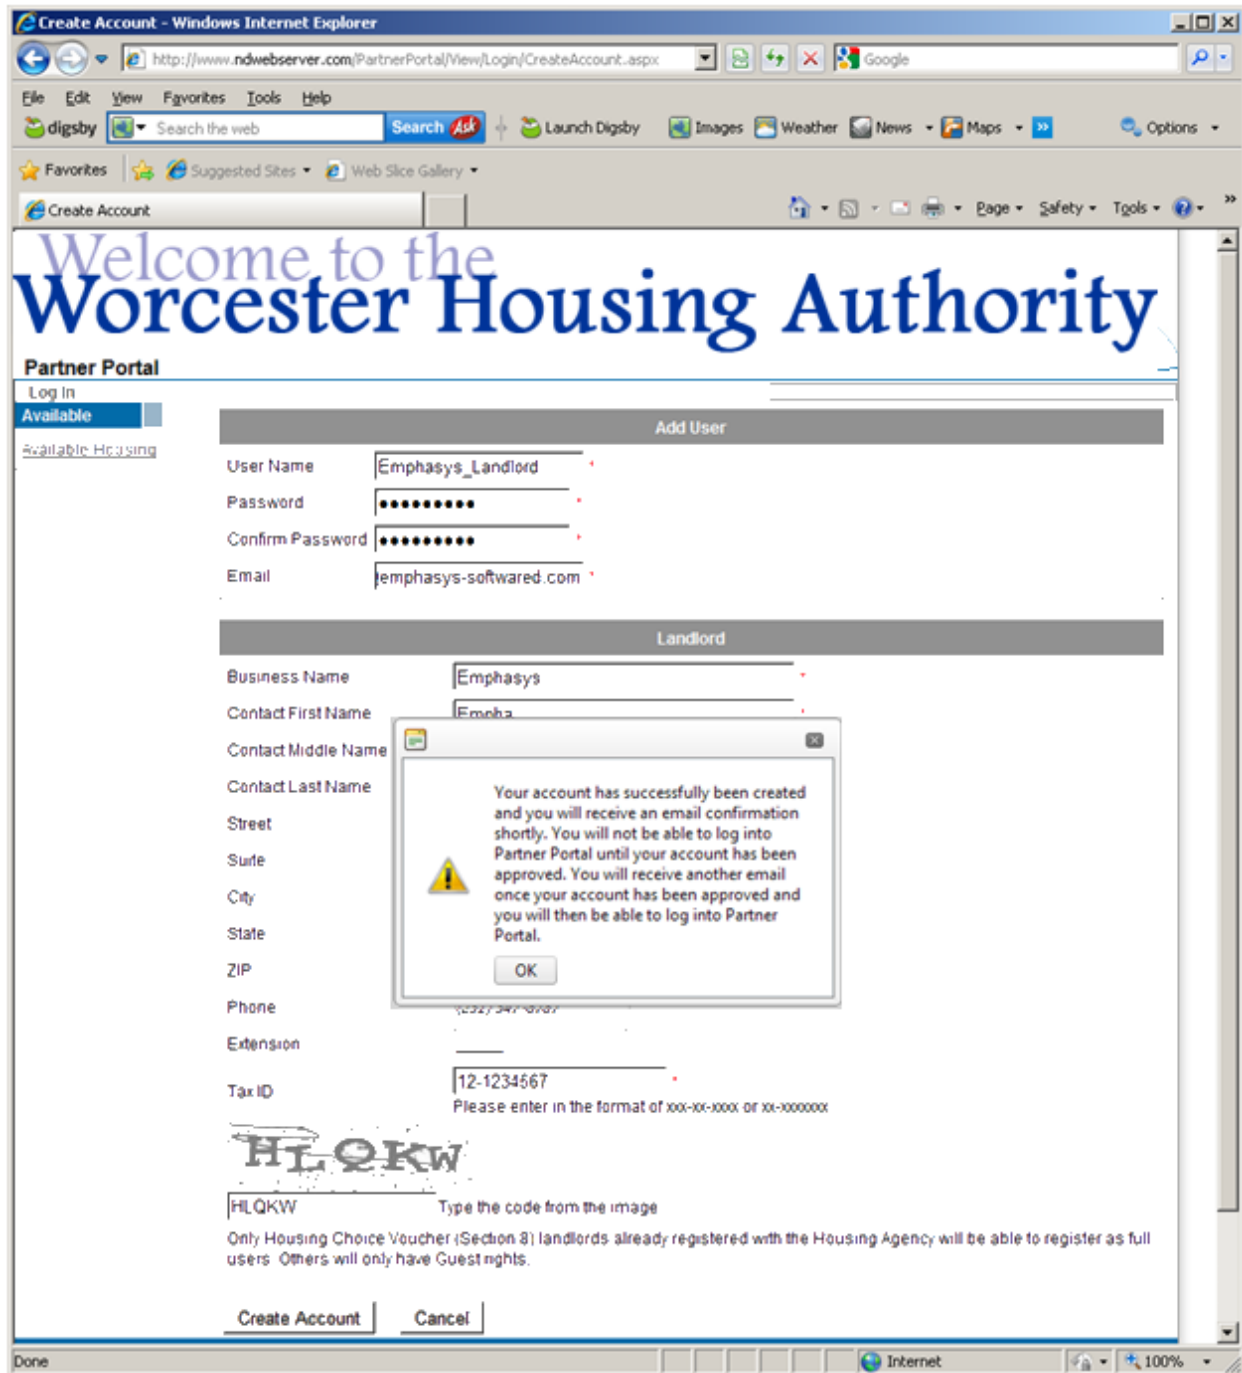 Create Account - Windows Internet Explorer
http://www.ndwebserver.com/PartnerPortal/View/Login/CreateAccount.aspx
Google
File Edit View Favorites Tools Help
digsby Search the web Search Ask Launch Digsby Images Weather News Maps Options
Favorites Suggested Sites Web Slice Gallery
Create Account Page Safety Tools
Welcome to the
Worcester Housing Authority
Partner Portal
Log In
Available
Available Housing
Add User
User Name Emphasys_Landlord *
Password ●●●●●●●●● *
Confirm Password ●●●●●●●●● *
Email emphasys-softwared.com *
Landlord
Business Name Emphasys *
Contact First Name Empha *
Contact Middle Name
Contact Last Name
Street
Suite
City
State
ZIP
Phone
Extension
Your account has successfully been created
and you will receive an email confirmation
shortly. You will not be able to log into
Partner Portal until your account has been
approved. You will receive another email
once your account has been approved and
you will then be able to log into Partner
Portal.
OK
Tax ID 12-1234567 *
Please enter in the format of xxx-xx-xxxx or xx-xxxxxxx
HLQKW
HLQKW Type the code from the image
Only Housing Choice Voucher (Section 8) landlords already registered with the Housing Agency will be able to register as full
users. Others will only have Guest rights.
Create Account Cancel
Done Internet 100%